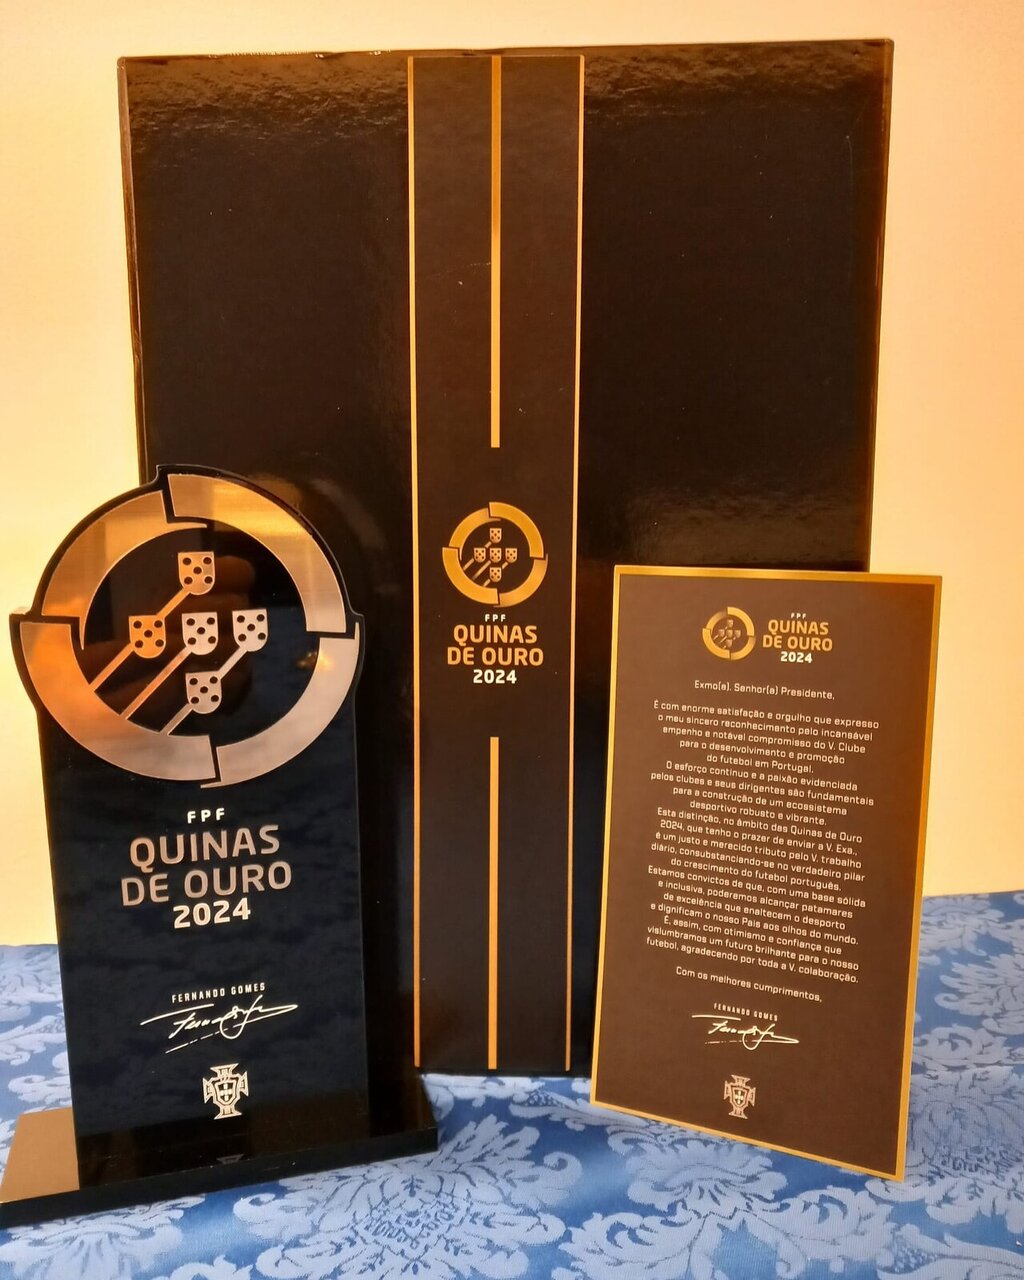 FPF
QUINAS
DE OURO
2024
FERNANDO GOMES
FPF
QUINAS
DE OURO
2024
FPF
QUINAS
DE OURO
2024
Exmo(a). Senhor(a) Presidente,
É com enorme satisfação e orgulho que expresso
o meu sincero reconhecimento pelo incansável
empenho e notável compromisso do V. Clube
para o desenvolvimento e promoção
do futebol em Portugal.
O esforço contínuo e a paixão evidenciada
pelos clubes e seus dirigentes são fundamentais
para a construção de um ecossistema
desportivo robusto e vibrante.
Esta distinção, no âmbito das Quinas de Ouro
2024, que tenho o prazer de enviar a V. Exa.,
é um justo e merecido tributo pelo V. trabalho
diário, consubstanciando-se no verdadeiro pilar
do crescimento do futebol português.
Estamos convictos de que, com uma base sólida
e inclusiva, poderemos alcançar patamares
de excelência que enaltecem o desporto
e dignificam o nosso País aos olhos do mundo.
É, assim, com otimismo e confiança que
vislumbramos um futuro brilhante para o nosso
futebol, agradecendo por toda a V. colaboração.
Com os melhores cumprimentos,
FERNANDO GOMES